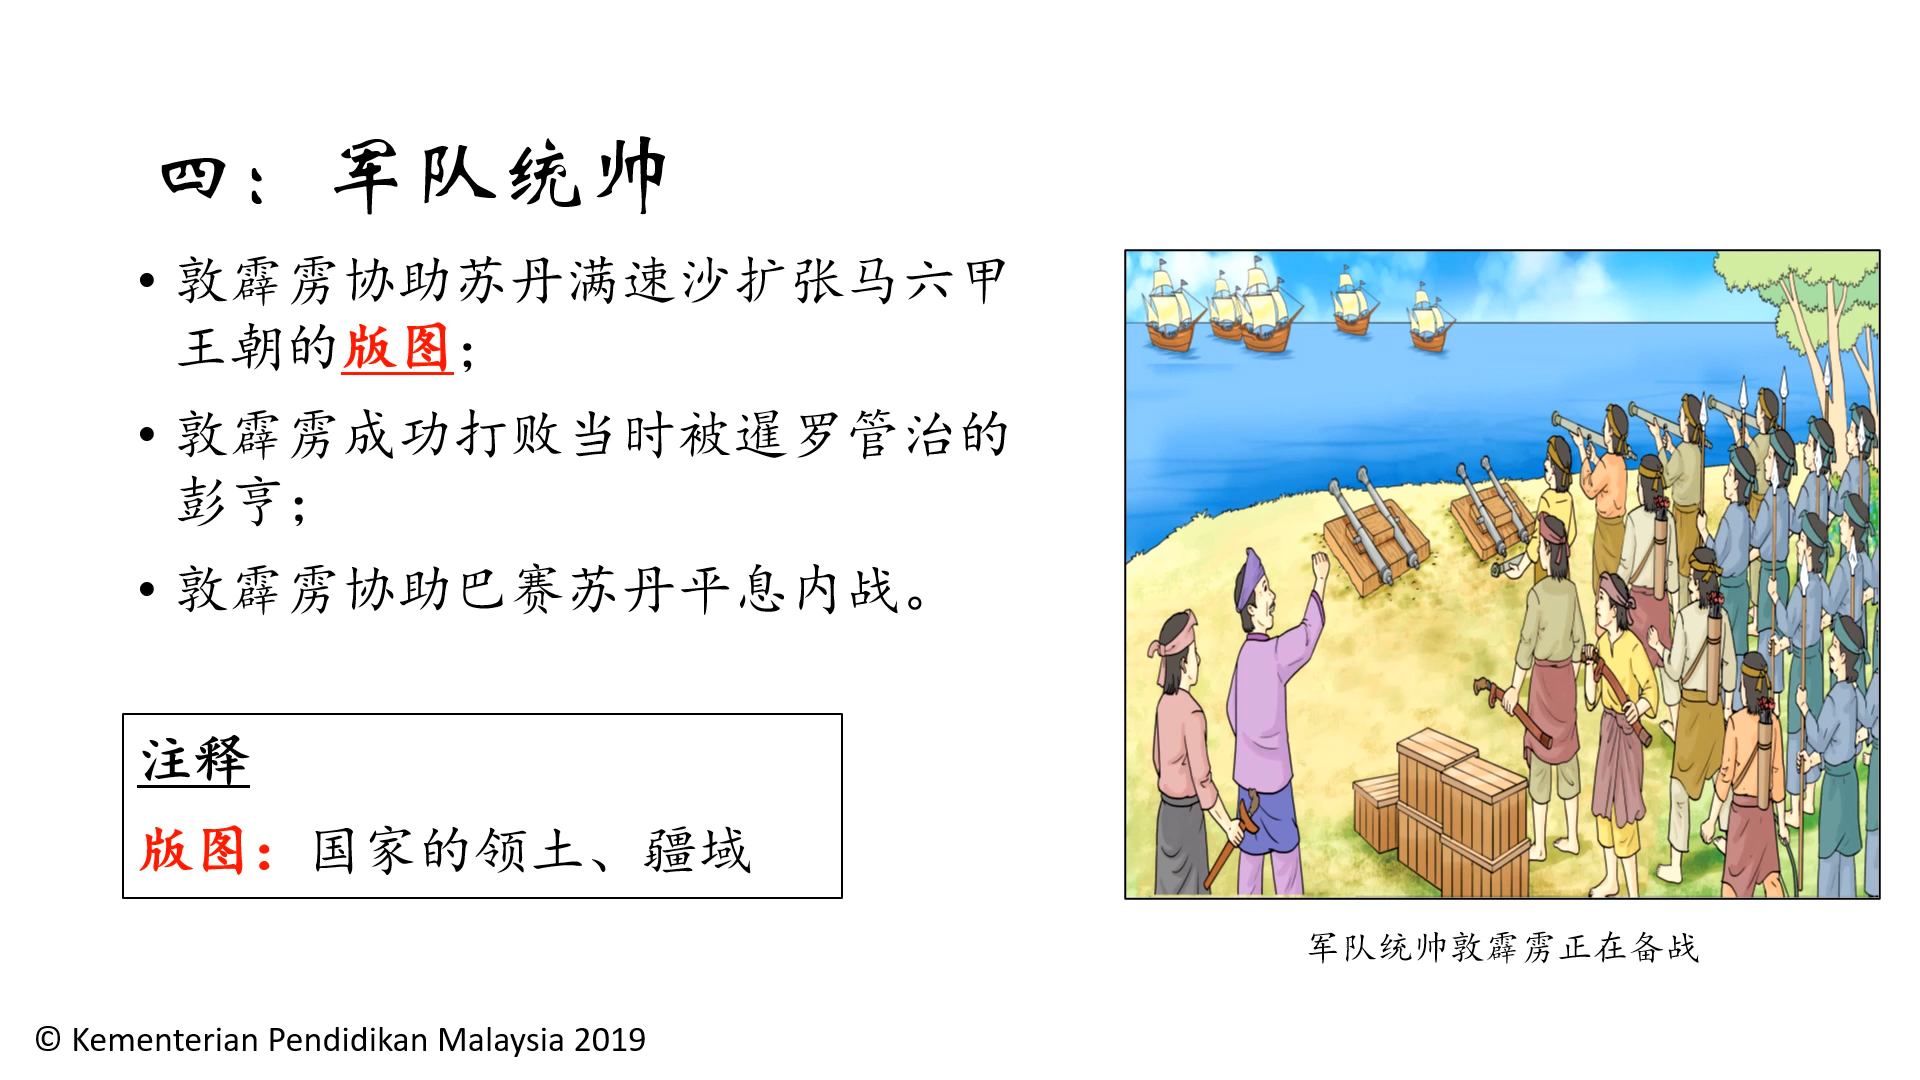 四：军队统帅
• 敦霹雳协助苏丹满速沙扩张马六甲
王朝的版图；
• 敦霹雳成功打败当时被暹罗管治的
彭亨；
• 敦霹雳协助巴赛苏丹平息内战。
注释
版图：国家的领土、疆域
军队统帅敦霹雳正在备战
© Kementerian Pendidikan Malaysia 2019